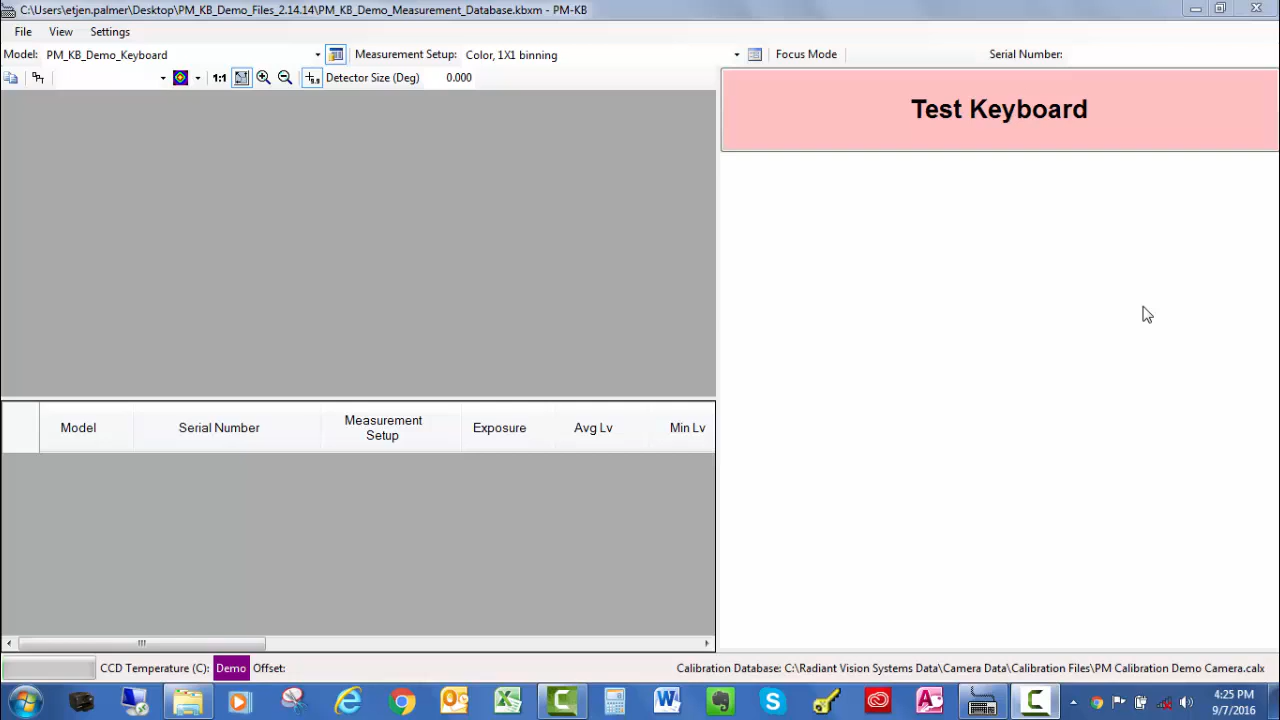 C:\Users\etjen.palmer\Desktop\PM_KB_Demo_Files_2.14.14\PM_KB_Demo_Measurement_Database.kbxm - PM-KB
File View Settings
Model: PM_KB_Demo_Keyboard Measurement Setup: Color, 1X1 binning Focus Mode Serial Number:
1:1 Detector Size (Deg) 0.000
Test Keyboard
Model Serial Number Measurement Setup Exposure Avg Lv Min Lv
CCD Temperature (C): Demo Offset: Calibration Database: C:\Radiant Vision Systems Data\Camera Data\Calibration Files\PM Calibration Demo Camera.calx
4:25 PM
9/7/2016